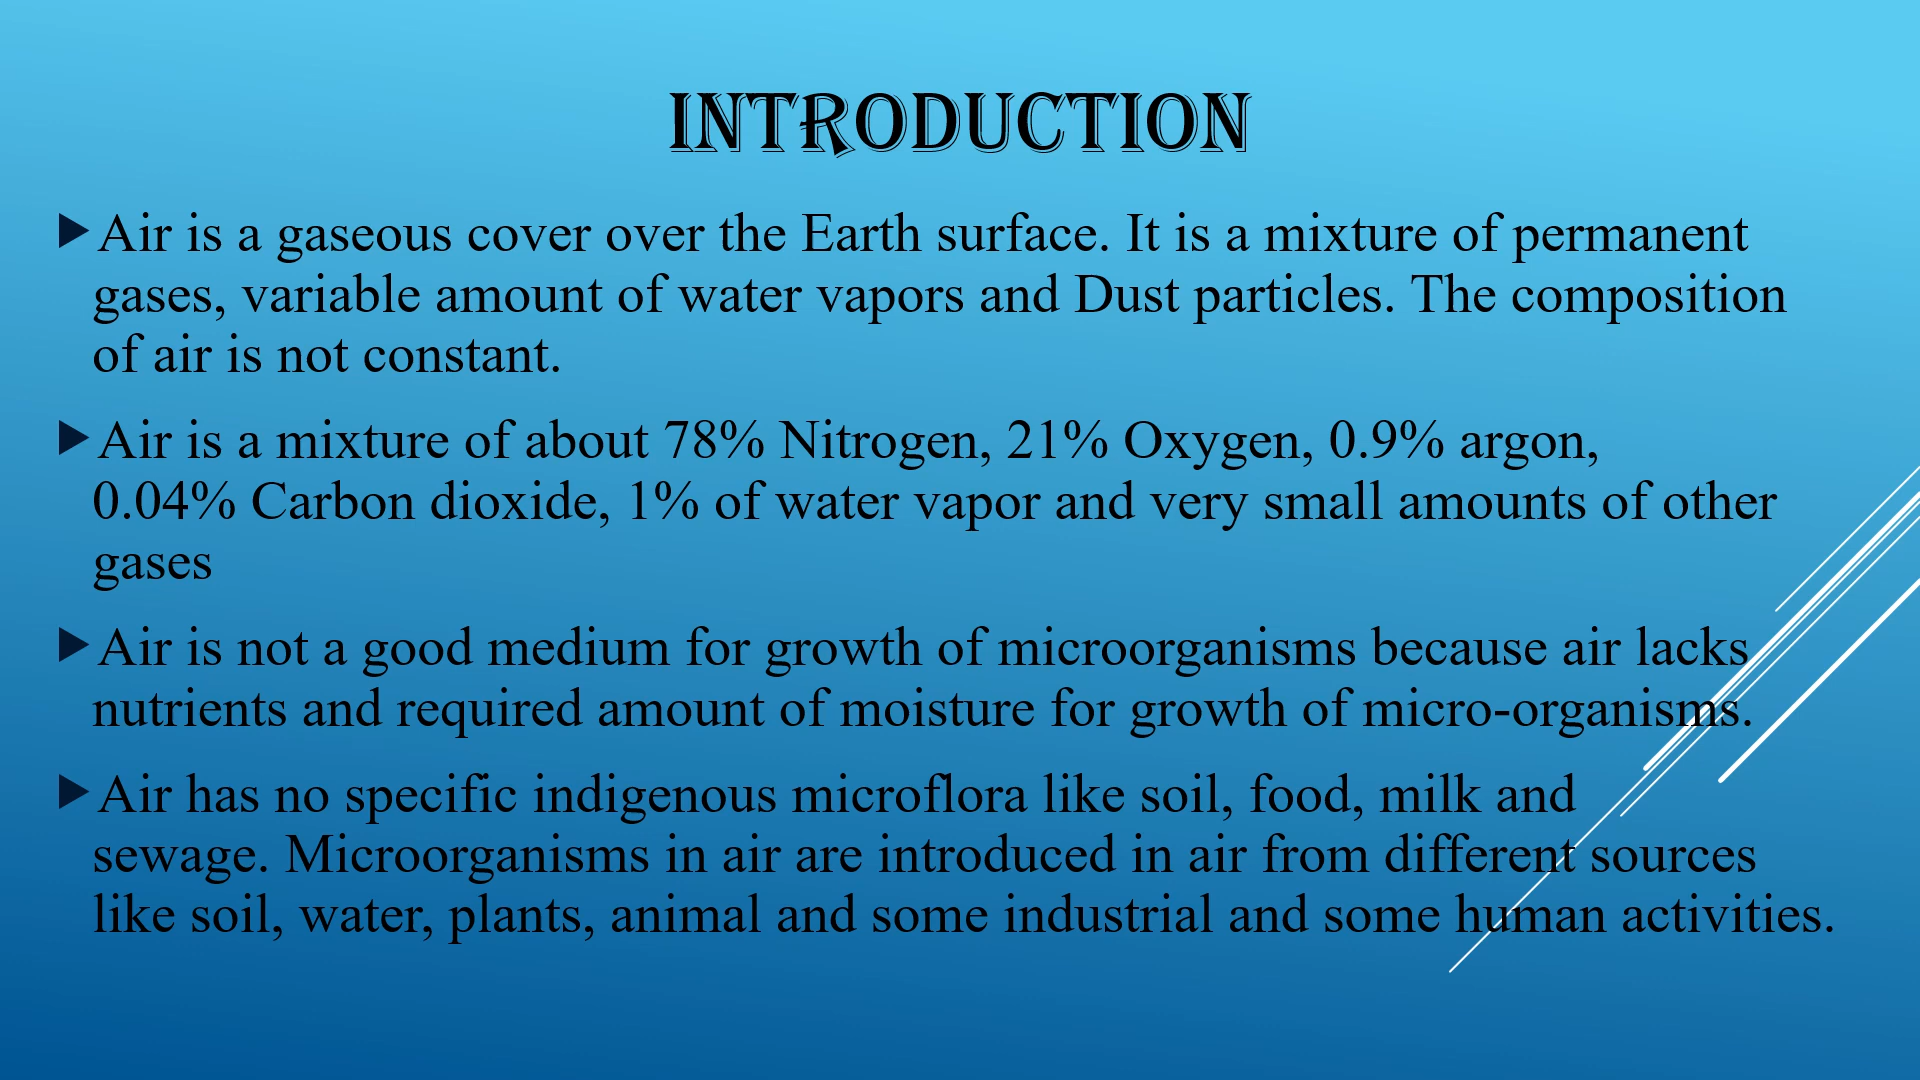 INTRODUCTION
Air is a gaseous cover over the Earth surface. It is a mixture of permanent
gases, variable amount of water vapors and Dust particles. The composition
of air is not constant.
Air is a mixture of about 78% Nitrogen, 21% Oxygen, 0.9% argon,
0.04% Carbon dioxide, 1% of water vapor and very small amounts of other
gases
Air is not a good medium for growth of microorganisms because air lacks
nutrients and required amount of moisture for growth of micro-organisms.
Air has no specific indigenous microflora like soil, food, milk and
sewage. Microorganisms in air are introduced in air from different sources
like soil, water, plants, animal and some industrial and some human activities.